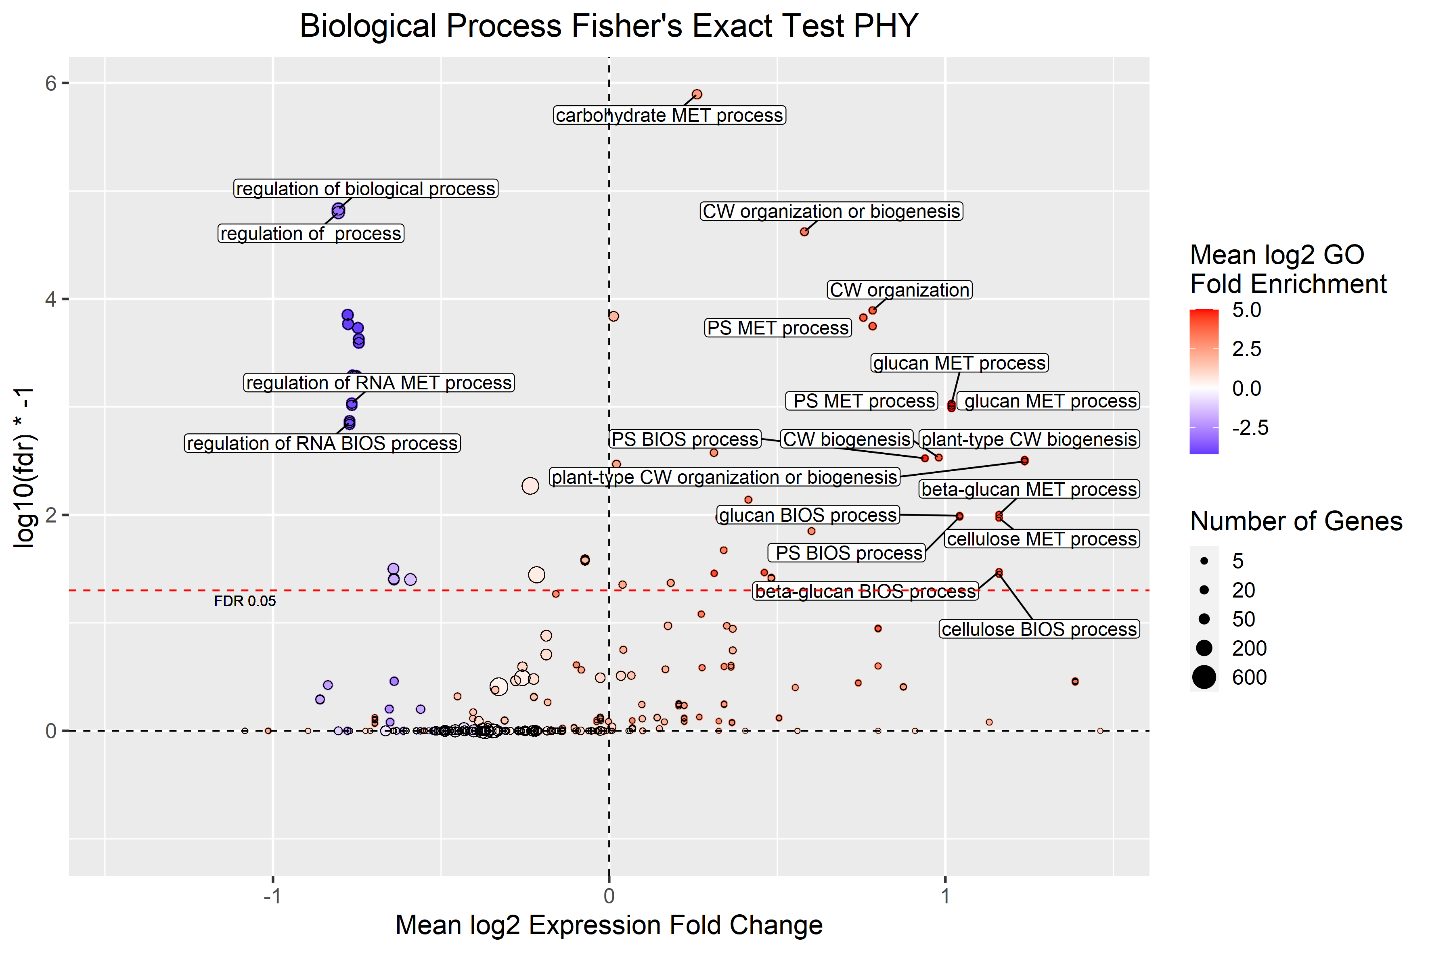 Biological Process Fisher's Exact Test PHY
carbohydrate MET process
regulation of biological process
regulation of  process
CW organization or biogenesis
CW organization
PS MET process
glucan MET process
regulation of RNA MET process
PS MET process
glucan MET process
regulation of RNA BIOS process
PS BIOS process
CW biogenesis
plant-type CW biogenesis
plant-type CW organization or biogenesis
beta-glucan MET process
glucan BIOS process
cellulose MET process
PS BIOS process
beta-glucan BIOS process
FDR 0.05
cellulose BIOS process
6
4
2
0
log10(fdr) * -1
-1
0
1
Mean log2 Expression Fold Change
Mean log2 GO
Fold Enrichment
5.0
2.5
0.0
-2.5
Number of Genes
5
20
50
200
600